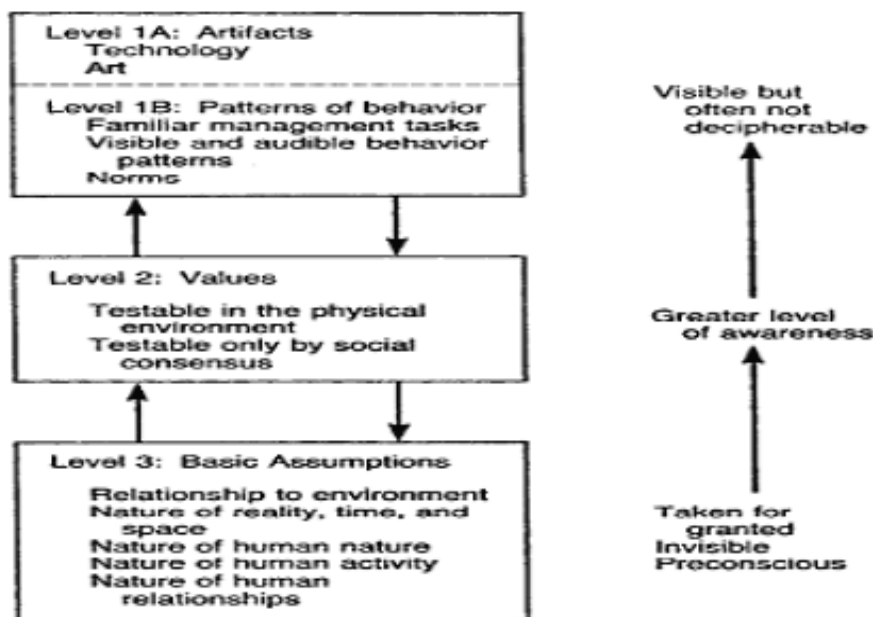 Level 1A: Artifacts
Technology
Art
Level 1B: Patterns of behavior
Familiar management tasks
Visible and audible behavior
patterns
Norms
Visible but
often not
decipherable
Level 2: Values
Testable in the physical
environment
Testable only by social
consensus
Greater level
of awareness
Level 3: Basic Assumptions
Relationship to environment
Nature of reality, time, and
space
Nature of human nature
Nature of human activity
Nature of human
relationships
Taken for
granted
Invisible
Preconscious